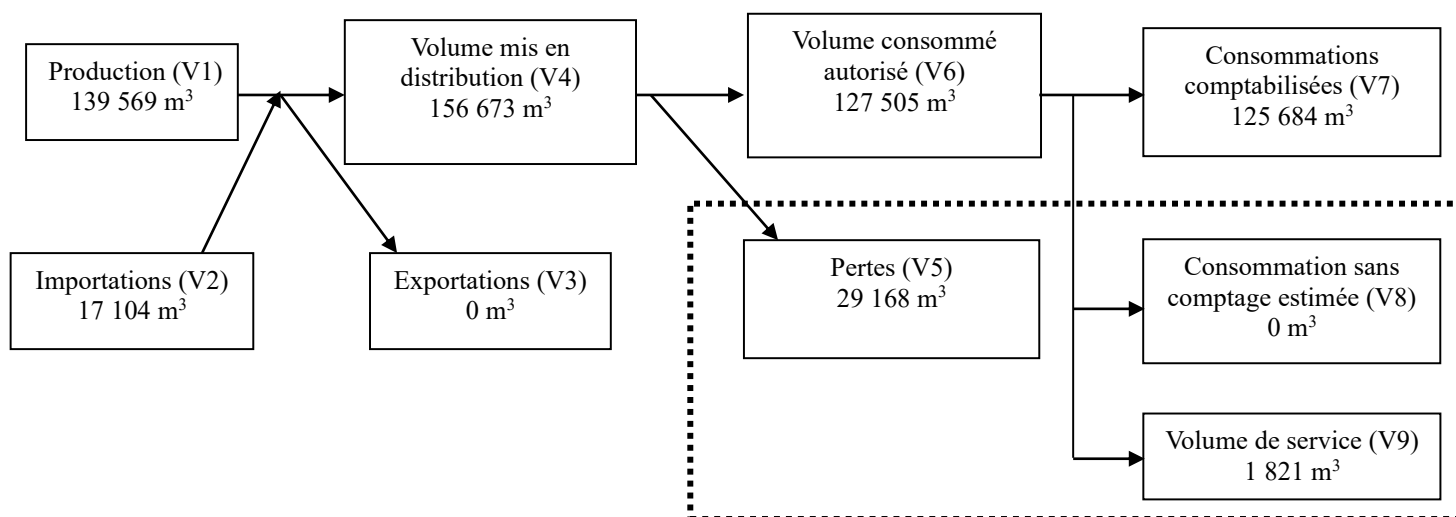 Production (V1)
139 569 m³
Volume mis en
distribution (V4)
156 673 m³
Volume consommé
autorisé (V6)
127 505 m³
Consommations
comptabilisées (V7)
125 684 m³
Importations (V2)
17 104 m³
Exportations (V3)
0 m³
Pertes (V5)
29 168 m³
Consommation sans
comptage estimée (V8)
0 m³
Volume de service (V9)
1 821 m³